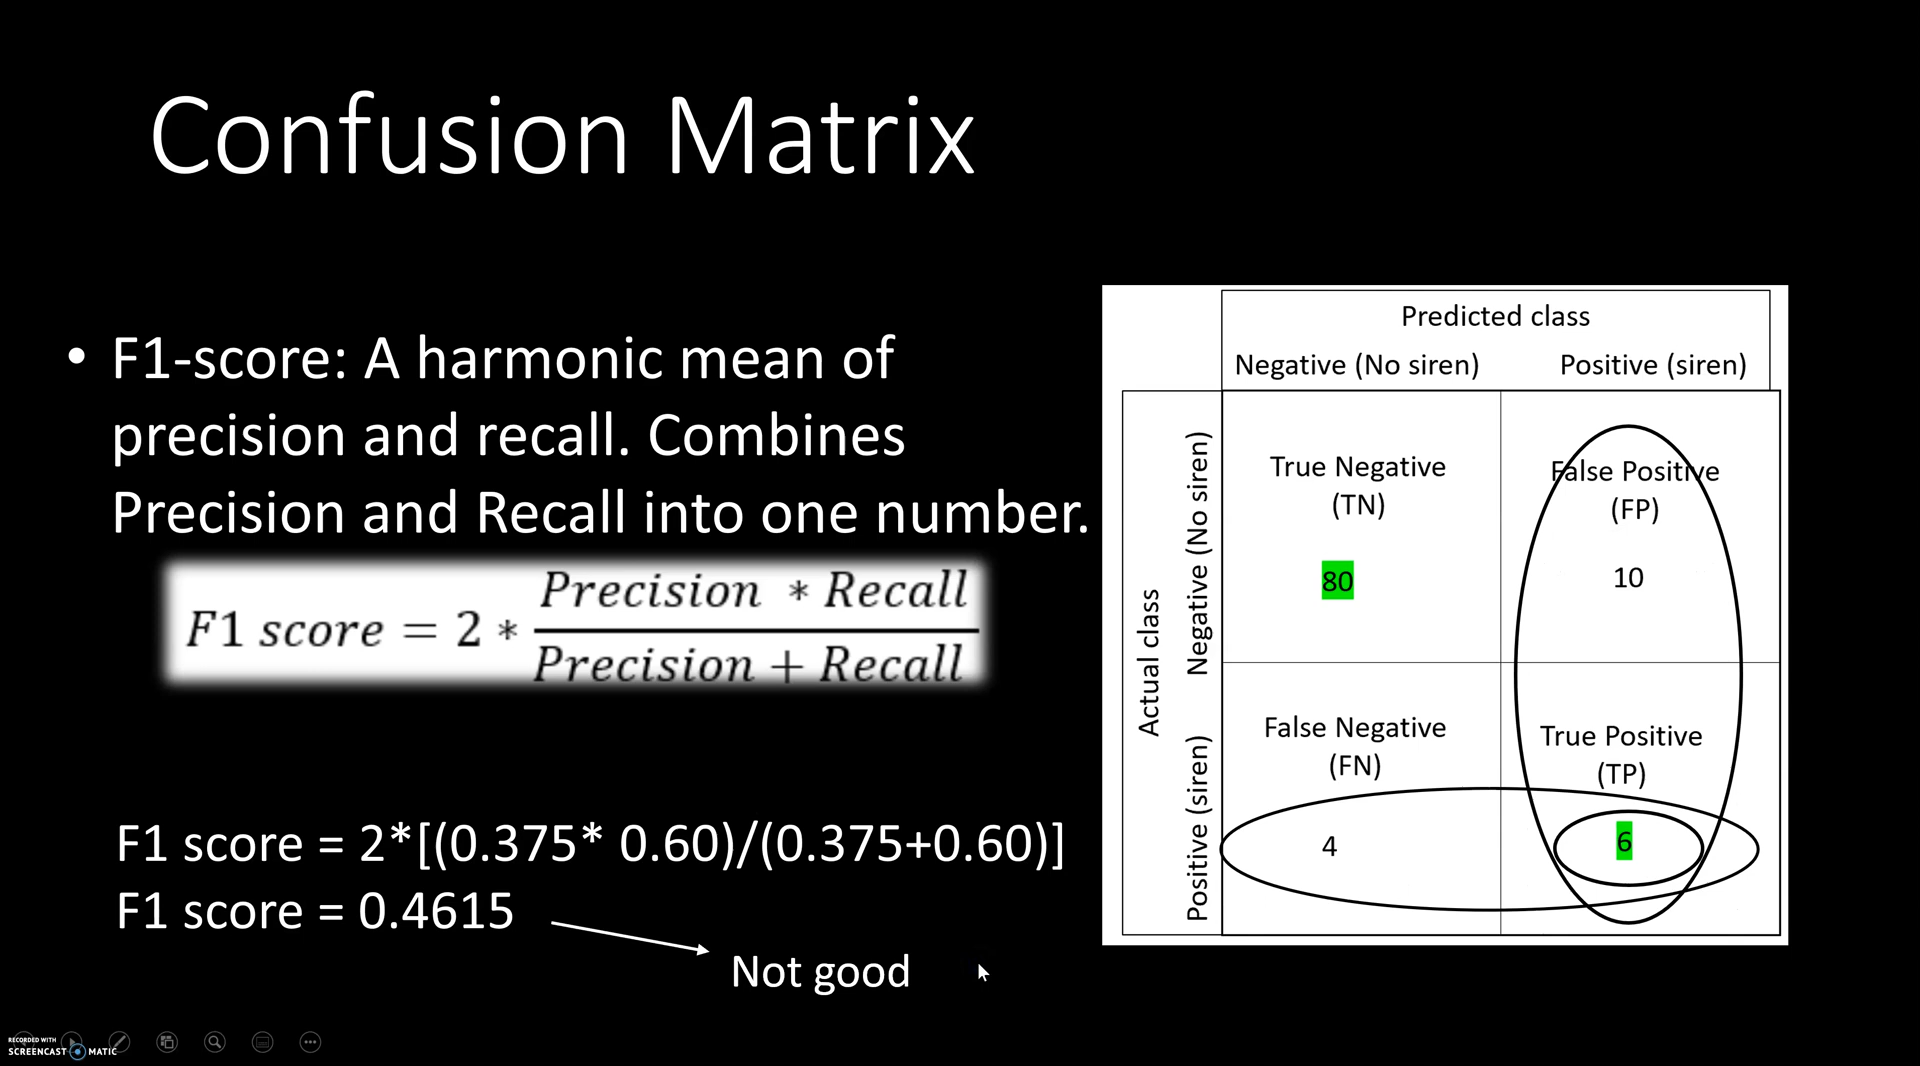 Confusion Matrix
• F1-score: A harmonic mean of
precision and recall. Combines
Precision and Recall into one number.
F1 score = 2 * Precision * Recall / Precision + Recall
F1 score = 2*[(0.375* 0.60)/(0.375+0.60)]
F1 score = 0.4615
Not good
Predicted class
Negative (No siren) Positive (siren)
Actual class
Negative (No siren)
True Negative
(TN)
80
False Positive
(FP)
10
Positive (siren)
False Negative
(FN)
4
True Positive
(TP)
6
RECORDED WITH
SCREENCAST MATIC